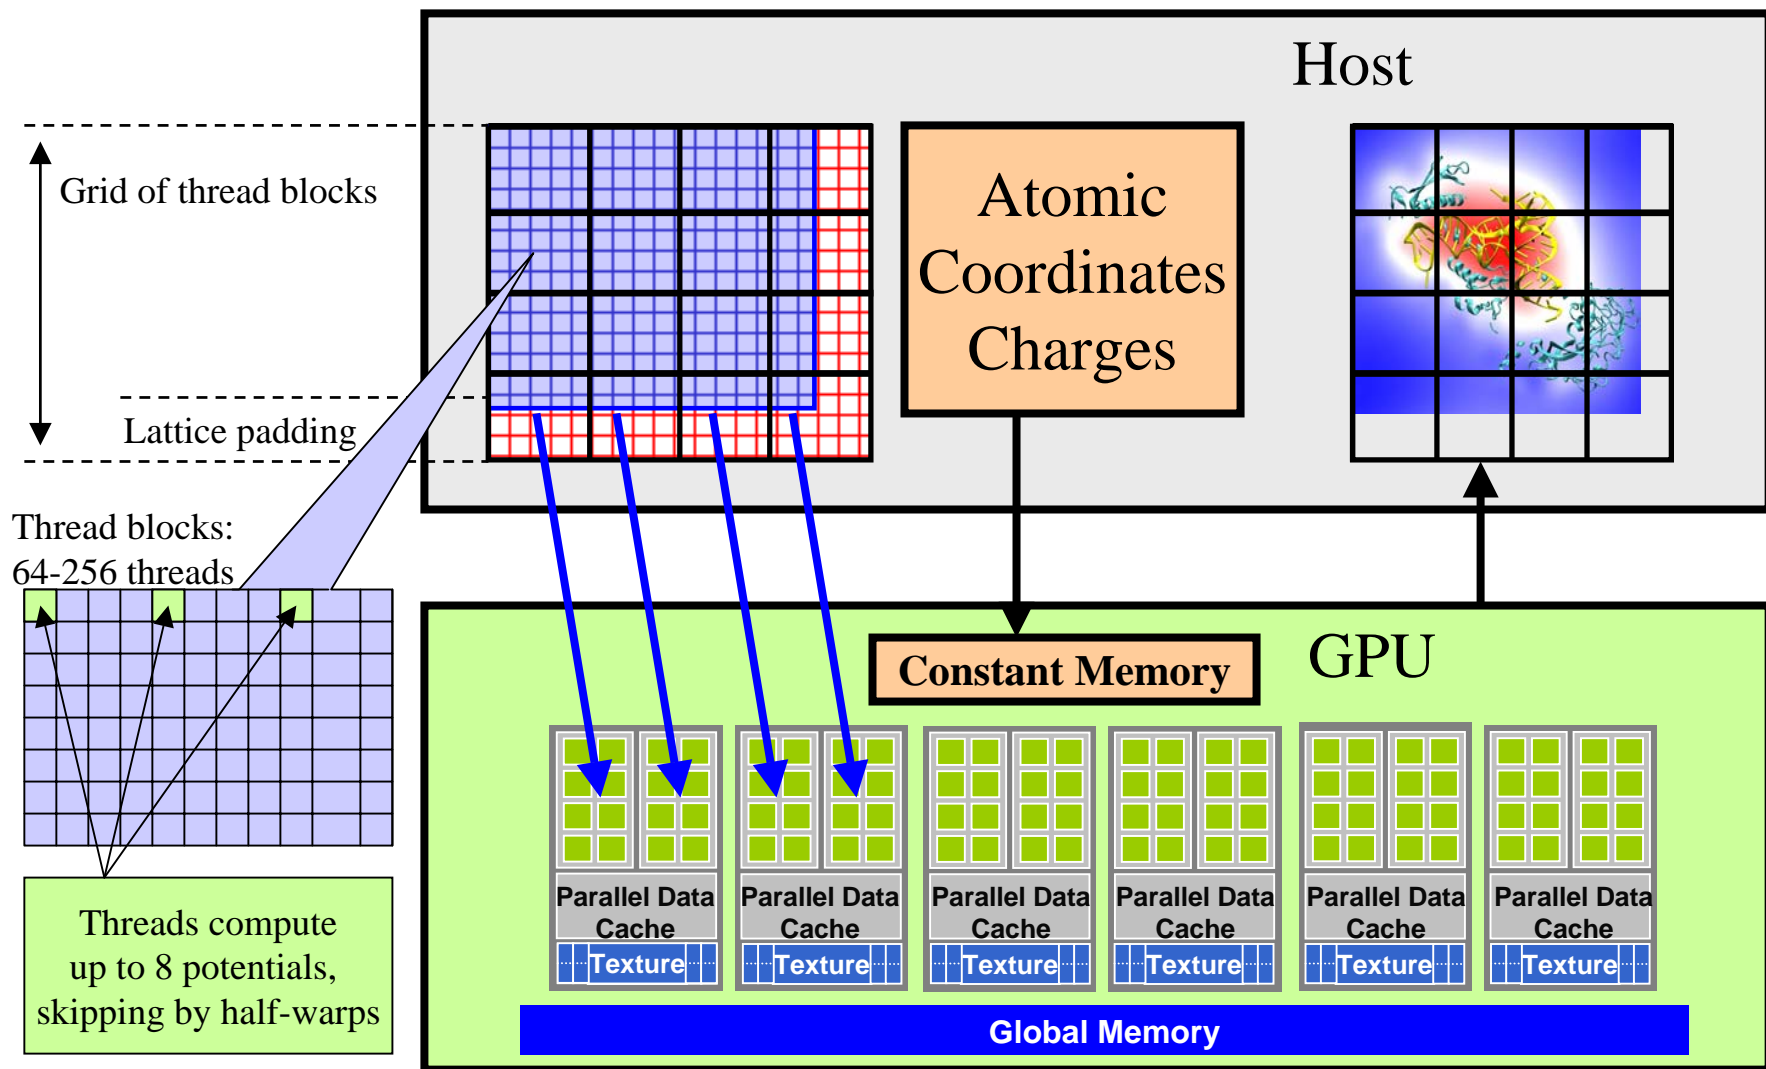 Host
Grid of thread blocks
Atomic
Coordinates
Charges
Lattice padding
Thread blocks:
64-256 threads
GPU
Constant Memory
Parallel Data
Cache
Texture
Parallel Data
Cache
Texture
Parallel Data
Cache
Texture
Parallel Data
Cache
Texture
Parallel Data
Cache
Texture
Parallel Data
Cache
Texture
Threads compute
up to 8 potentials,
skipping by half-warps
Global Memory